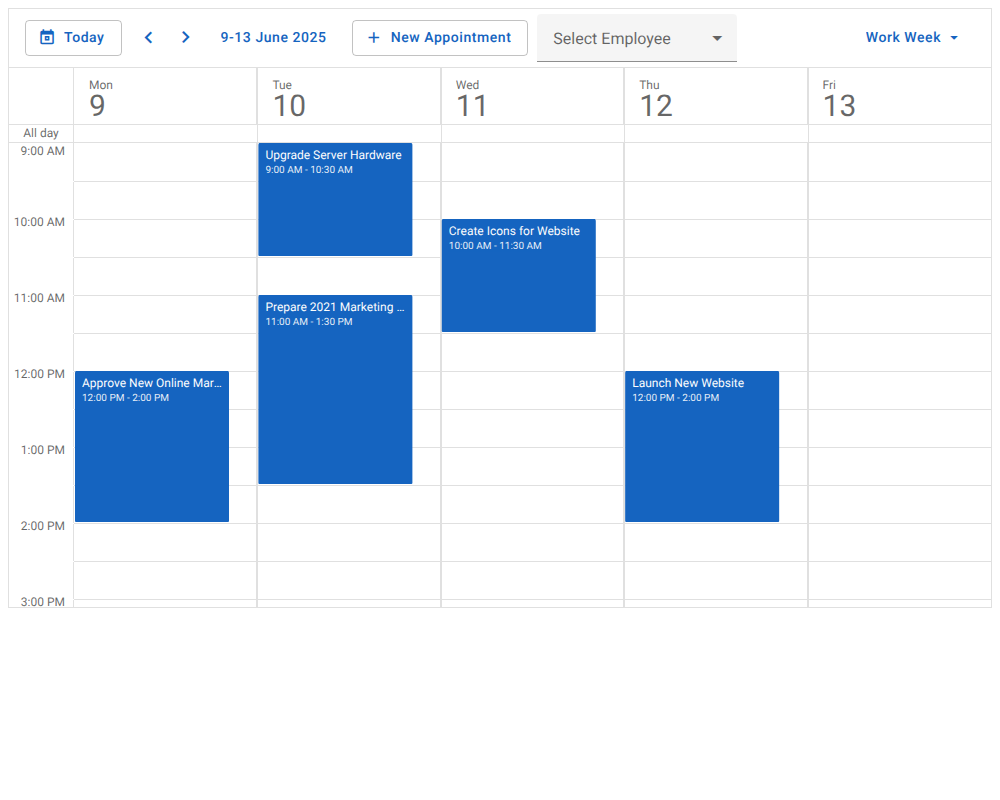 Today
9-13 June 2025
New Appointment
Select Employee
Work Week
Mon
9
Tue
10
Wed
11
Thu
12
Fri
13
All day
9:00 AM
10:00 AM
11:00 AM
12:00 PM
1:00 PM
2:00 PM
3:00 PM
Approve New Online Mar...
12:00 PM - 2:00 PM
Upgrade Server Hardware
9:00 AM - 10:30 AM
Prepare 2021 Marketing ...
11:00 AM - 1:30 PM
Create Icons for Website
10:00 AM - 11:30 AM
Launch New Website
12:00 PM - 2:00 PM